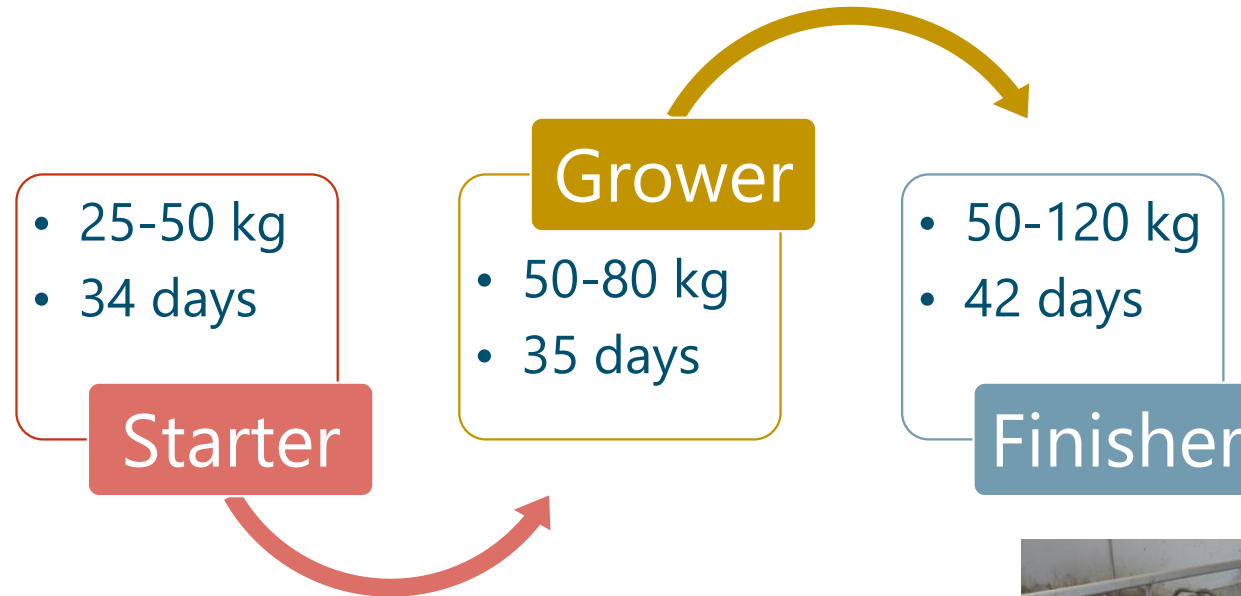 • 25-50 kg
• 34 days
Starter
Grower
• 50-80 kg
• 35 days
• 50-120 kg
• 42 days
Finisher